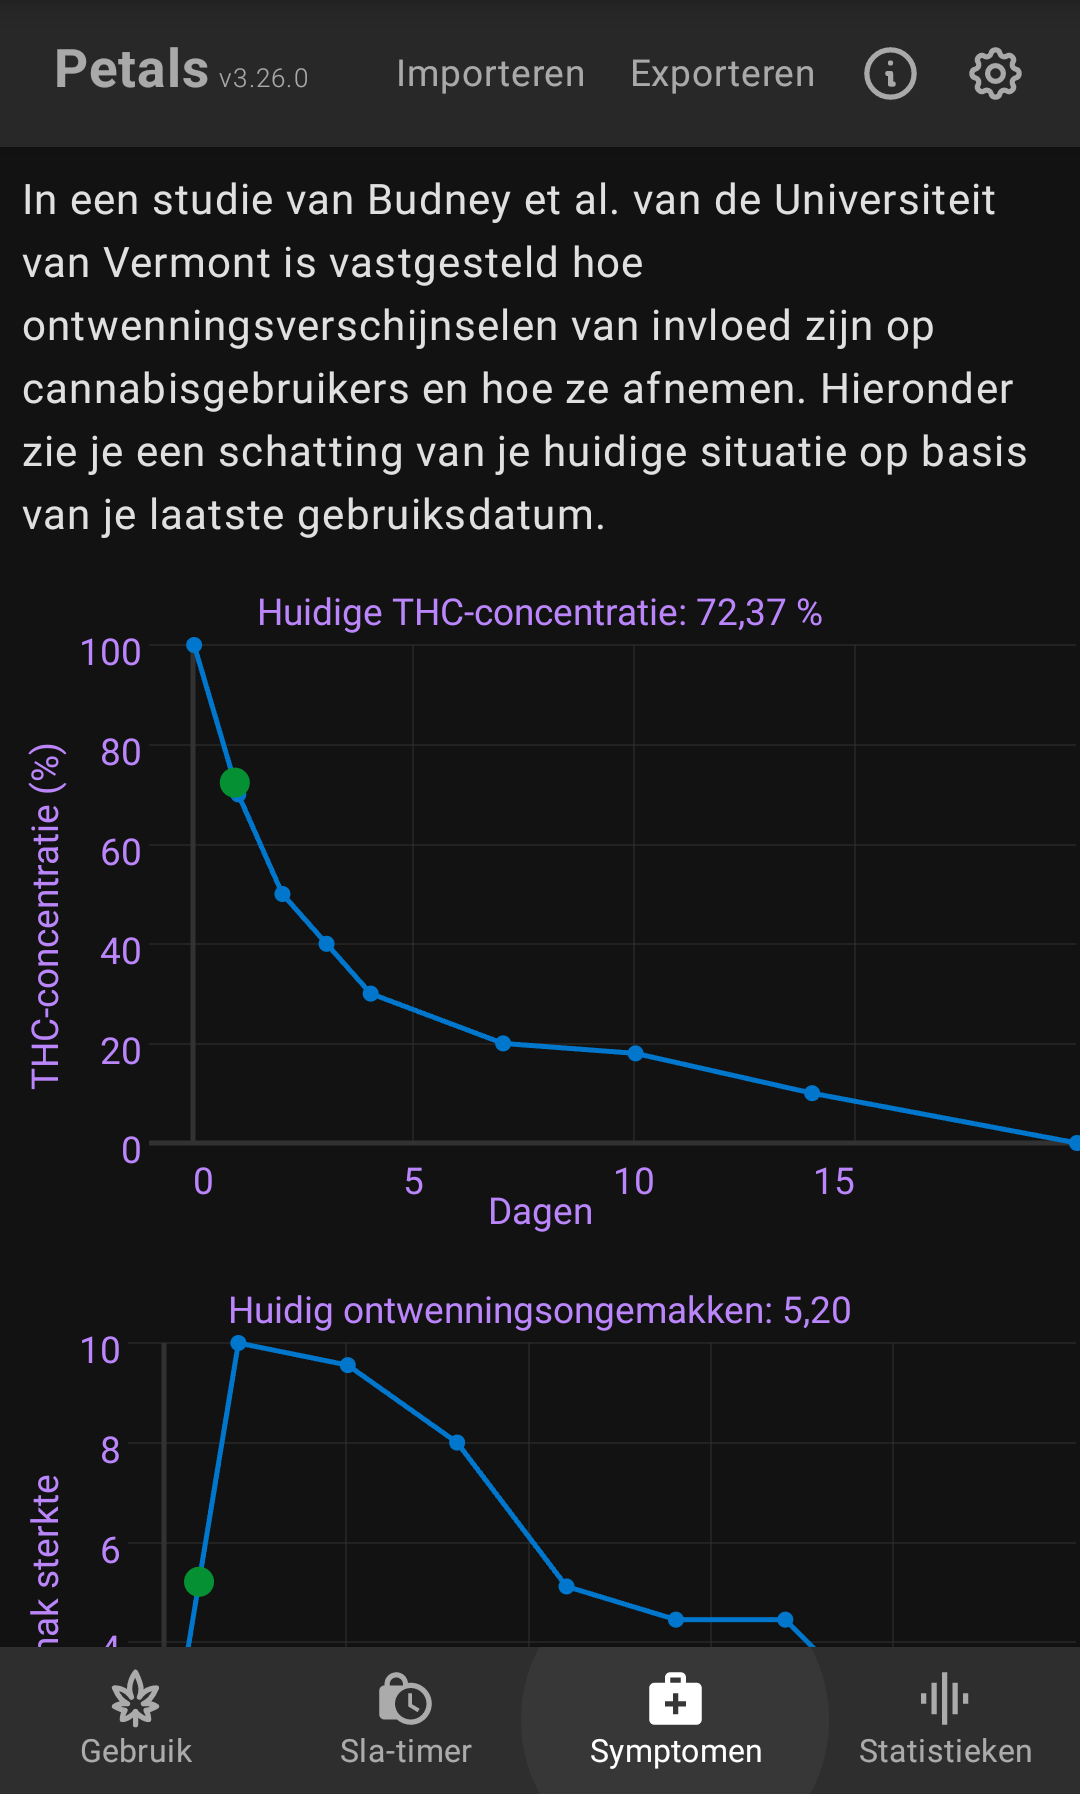 Petals v3.26.0 Importeren Exporteren
In een studie van Budney et al. van de Universiteit
van Vermont is vastgesteld hoe
ontwenningsverschijnselen van invloed zijn op
cannabisgebruikers en hoe ze afnemen. Hieronder
zie je een schatting van je huidige situatie op basis
van je laatste gebruiksdatum.
Huidige THC-concentratie: 72,37 %
THC-concentratie (%)
100
80
60
40
20
0
0 5 10 15
Dagen
Huidig ontwenningsongemakken: 5,20
10
8
6
4
sterkte
Gebruik Sla-timer Symptomen Statistieken